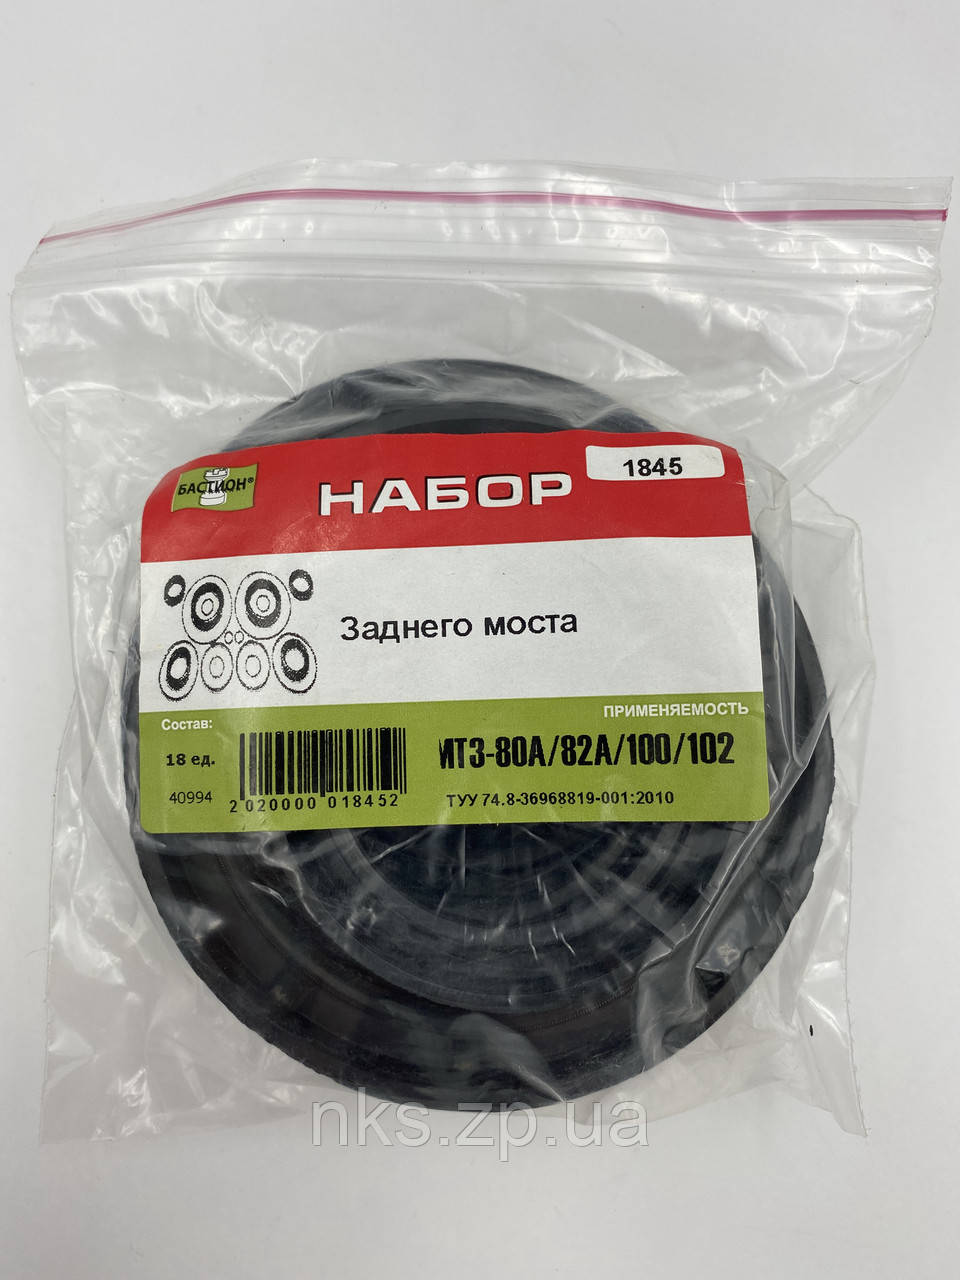 БАСТИОН®
НАБОР
1845
Заднего моста
ПРИМЕНЯЕМОСТЬ
Состав:
18 ед.
МТЗ-80А/82А/100/102
40994
2 020000 018452
ТУУ 74.8-36968819-001:2010
nks.zp.ua